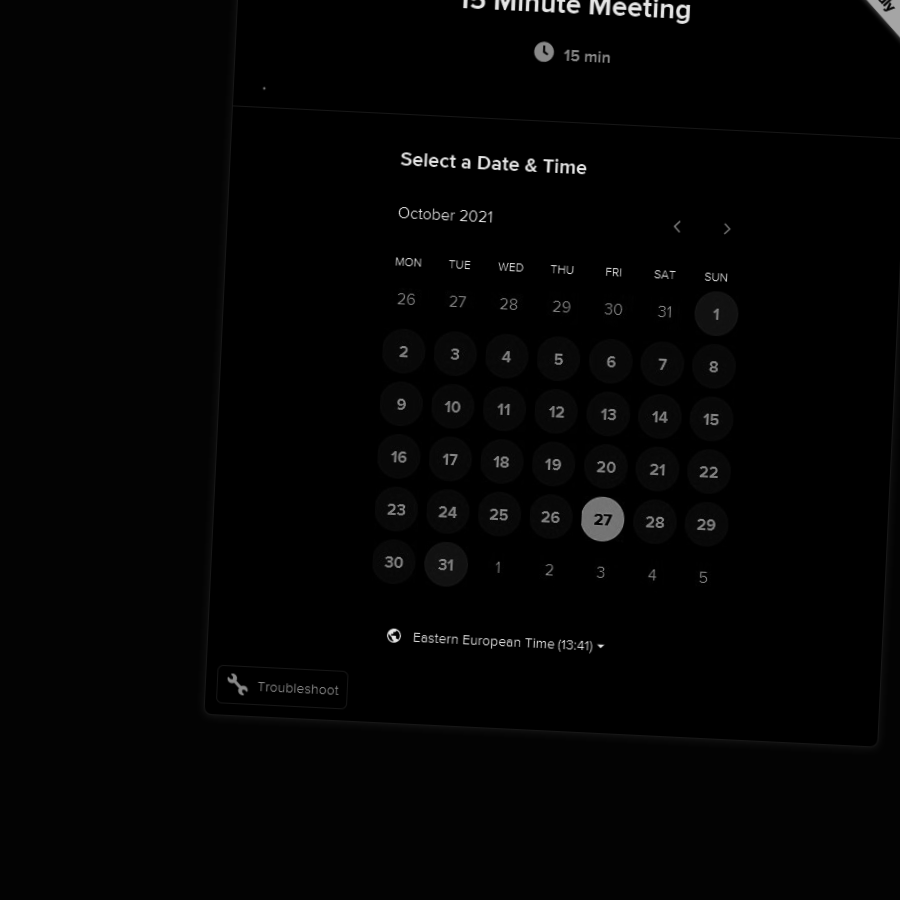 15 Minute Meeting
15 min
Select a Date & Time
October 2021
MON TUE WED THU FRI SAT SUN
26 27 28 29 30 31 1
2 3 4 5 6 7 8
9 10 11 12 13 14 15
16 17 18 19 20 21 22
23 24 25 26 27 28 29
30 31 1 2 3 4 5
Eastern European Time (13:41)
Troubleshoot